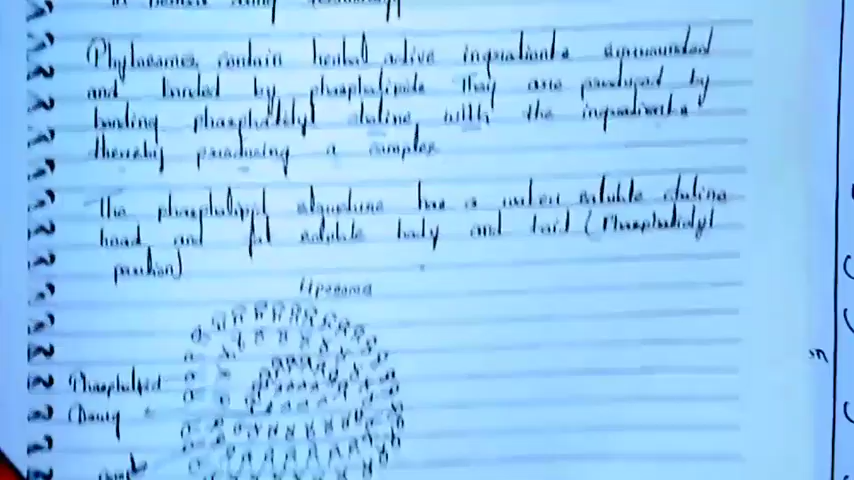 Phytosomes contain herbal active ingredients surrounded
and bonded by phospholipids They are produced by
bonding phosphatidyl choline with the ingredients
thereby producing a complex
The phospholipid structure has a water soluble choline
head and fat soluble body and tail (Phosphatidyl
portion)
Liposome
Phospholipid